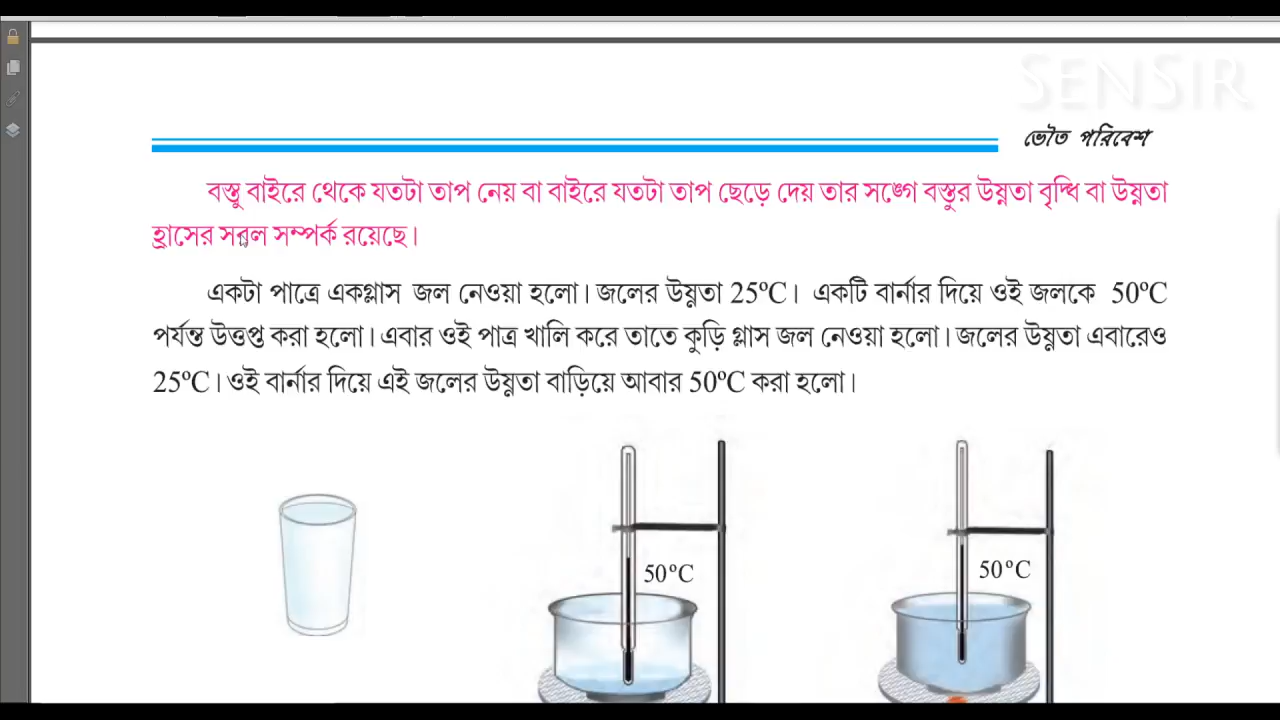 SENSIR
ভৌত পরিবেশ
বস্তু বাইরে থেকে যতটা তাপ নেয় বা বাইরে যতটা তাপ ছেড়ে দেয় তার সঙ্গে বস্তুর উষ্ণতা বৃদ্ধি বা উষ্ণতা
হ্রাসের সরল সম্পর্ক রয়েছে।
একটা পাত্রে একগ্লাস জল নেওয়া হলো। জলের উষ্ণতা 25°C। একটি বার্নার দিয়ে ওই জলকে 50°C
পর্যন্ত উত্তপ্ত করা হলো। এবার ওই পাত্র খালি করে তাতে কুড়ি গ্লাস জল নেওয়া হলো। জলের উষ্ণতা এবারেও
25°C। ওই বার্নার দিয়ে এই জলের উষ্ণতা বাড়িয়ে আবার 50°C করা হলো।
50°C
50°C